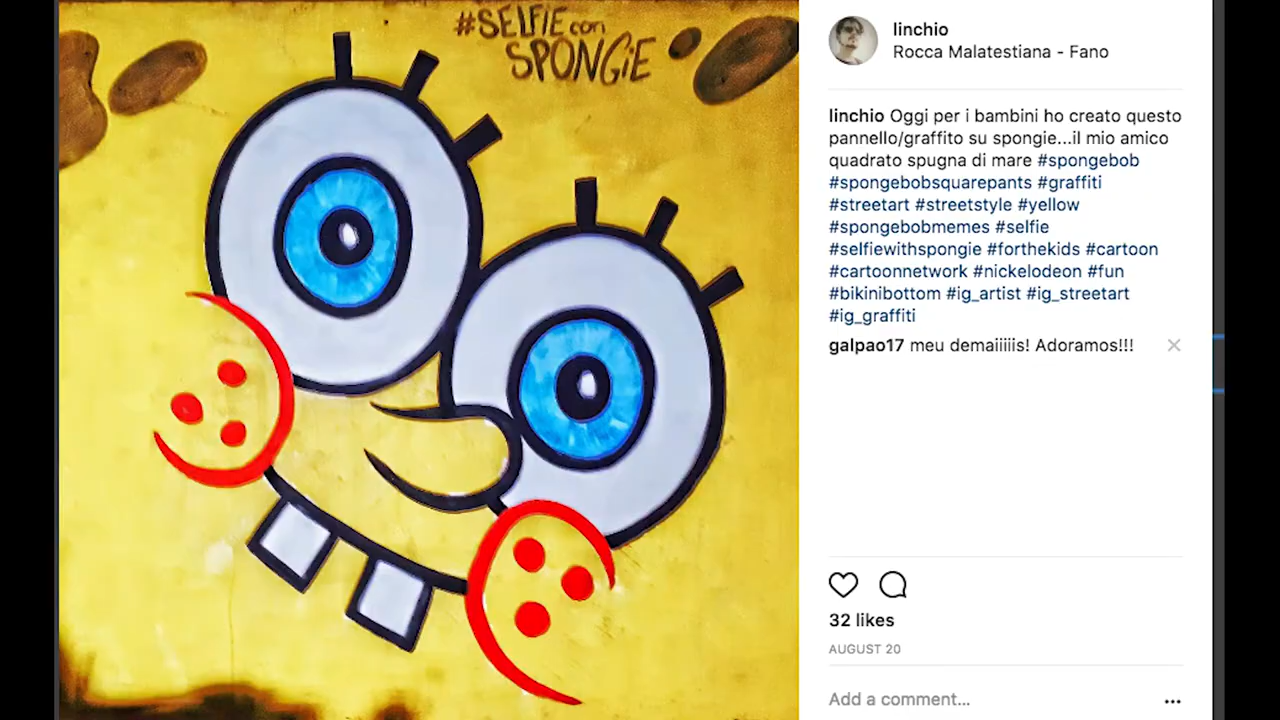 #SELFIE con
SPONGiE
linchio
Rocca Malatestiana - Fano
linchio Oggi per i bambini ho creato questo
pannello/graffito su spongie...il mio amico
quadrato spugna di mare #spongebob
#spongebobsquarepants #graffiti
#streetart #streetstyle #yellow
#spongebobmemes #selfie
#selfiewithspongie #forthekids #cartoon
#cartoonnetwork #nickelodeon #fun
#bikinibottom #ig_artist #ig_streetart
#ig_graffiti
galpao17 meu demaiiiiis! Adoramos!!!
32 likes
AUGUST 20
Add a comment...